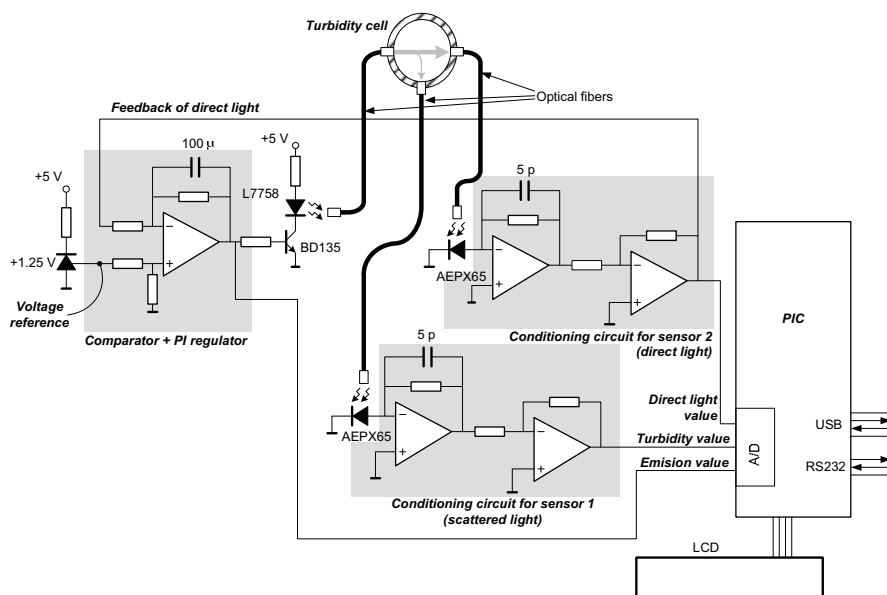 Turbidity cell
Optical fibers
Feedback of direct light
+5 V
100 µ
+5 V
L7758
5 p
BD135
+1.25 V
AEPX65
Voltage
reference
Comparator + PI regulator
Conditioning circuit for sensor 2
(direct light)
PIC
5 p
Direct light
value
USB
AEPX65
Turbidity value
A/D
Emision value
RS232
Conditioning circuit for sensor 1
(scattered light)
LCD